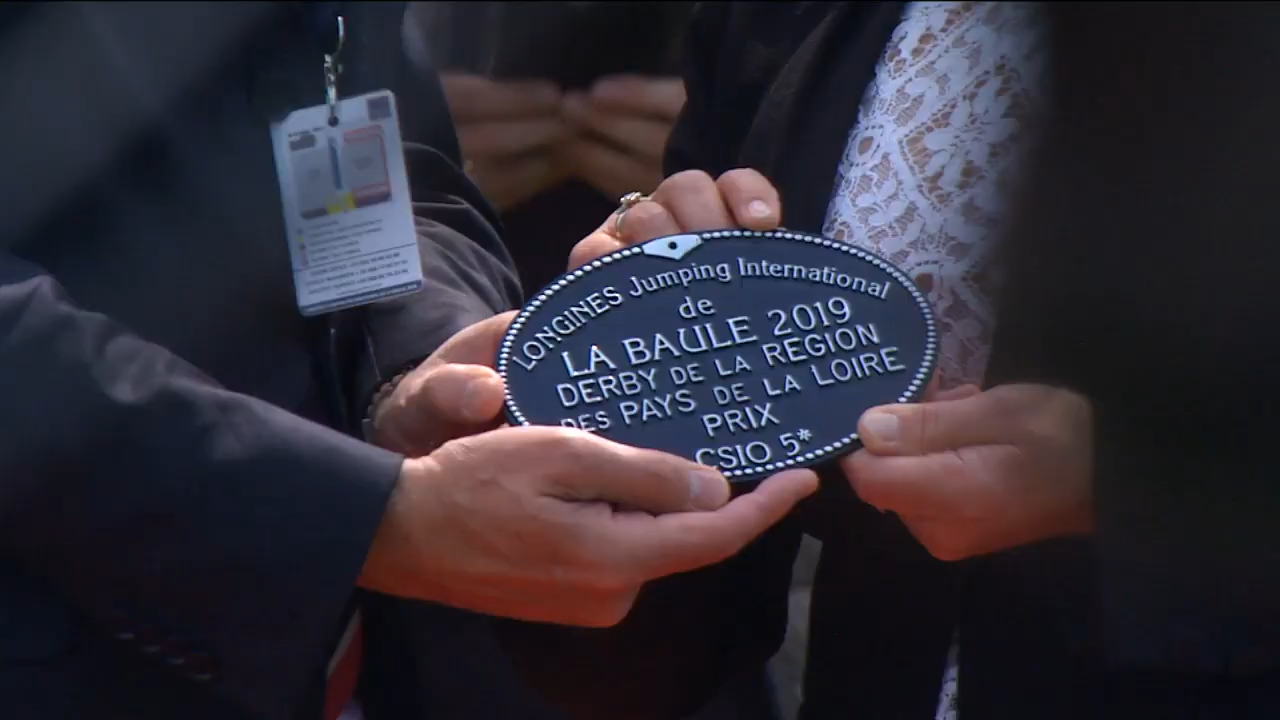 LONGINES Jumping International
de
LA BAULE 2019
DERBY DE LA REGION
DES PAYS DE LA LOIRE
PRIX
CSIO 5*